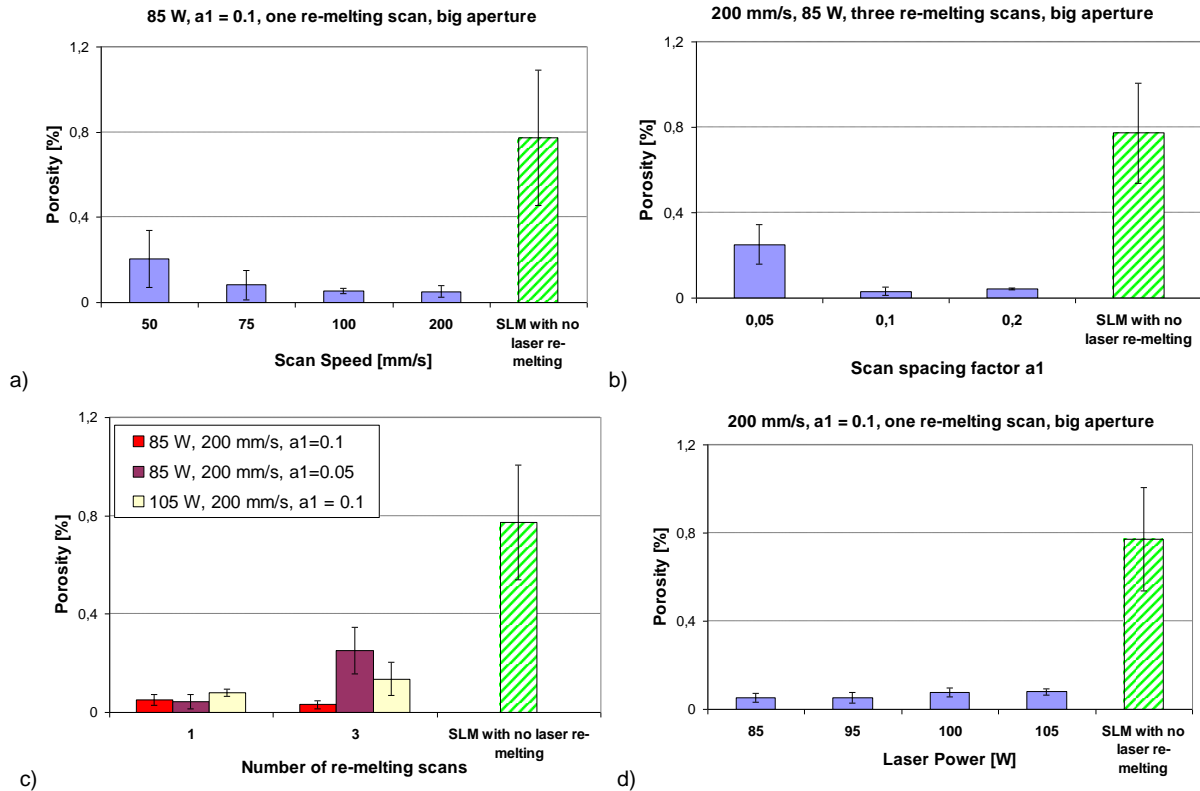 85 W, a1 = 0.1, one re-melting scan, big aperture
1,2
0,8
0,4
0
Porosity [%]
50 75 100 200 SLM with no
laser re-
melting
Scan Speed [mm/s]
a)
200 mm/s, 85 W, three re-melting scans, big aperture
1,2
0,8
0,4
0
Porosity [%]
0,05 0,1 0,2 SLM with no
laser re-melting
Scan spacing factor a1
b)
1,2
0,8
0,4
0
Porosity [%]
85 W, 200 mm/s, a1=0.1
85 W, 200 mm/s, a1=0.05
105 W, 200 mm/s, a1 = 0.1
1 3 SLM with no laser re-
melting
Number of re-melting scans
c)
200 mm/s, a1 = 0.1, one re-melting scan, big aperture
1,2
0,8
0,4
0
Porosity [%]
85 95 100 105 SLM with no
laser re-
melting
Laser Power [W]
d)